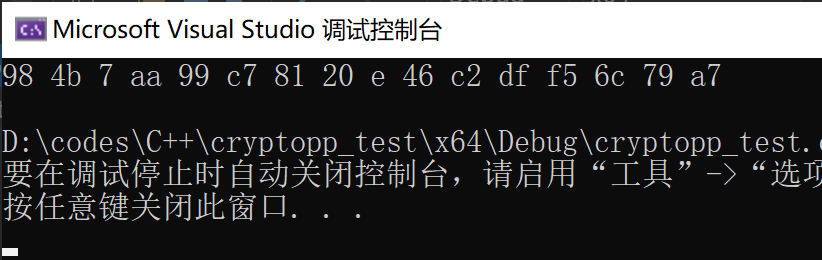 Microsoft Visual Studio 调试控制台
98 4b 7 aa 99 c7 81 20 e 46 c2 df f5 6c 79 a7
D:\codes\C++\cryptopp_test\x64\Debug\cryptopp_test.
要在调试停止时自动关闭控制台，请启用“工具”->“选项
按任意键关闭此窗口. . .